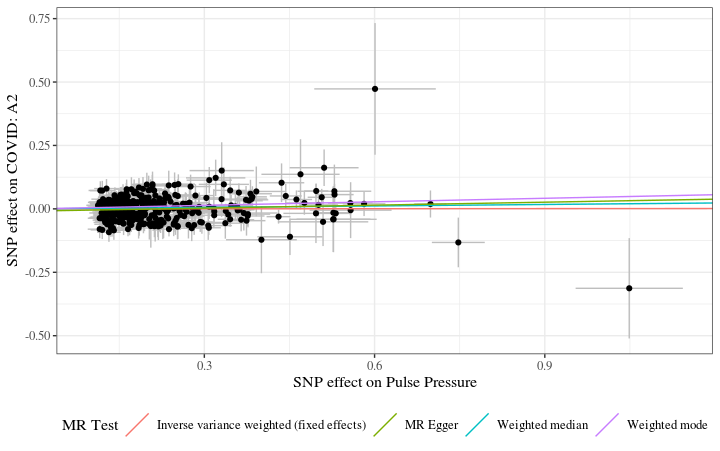 0.75
0.50
0.25
0.00
-0.25
-0.50
SNP effect on COVID: A2
0.3
0.6
0.9
SNP effect on Pulse Pressure
MR Test
Inverse variance weighted (fixed effects)
MR Egger
Weighted median
Weighted mode